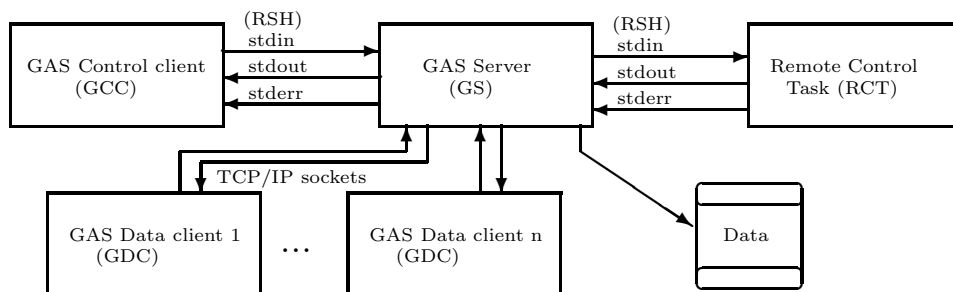 (RSH)
stdin
stdout
stderr
GAS Control client
(GCC)
GAS Server
(GS)
(RSH)
stdin
stdout
stderr
Remote Control
Task (RCT)
TCP/IP sockets
GAS Data client 1
(GDC)
...
GAS Data client n
(GDC)
Data